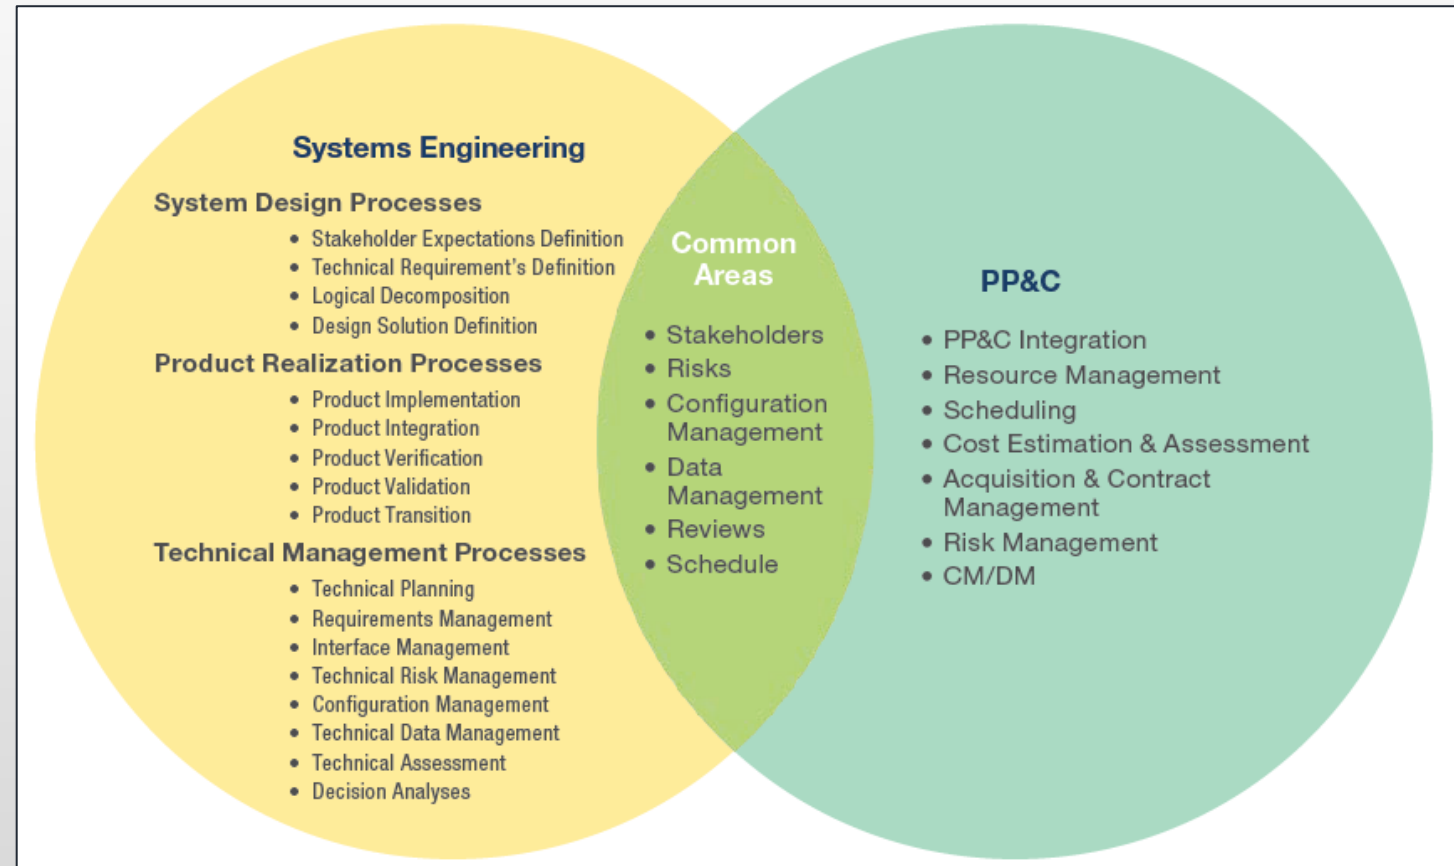 Systems Engineering
System Design Processes
• Stakeholder Expectations Definition
• Technical Requirement’s Definition
• Logical Decomposition
• Design Solution Definition
Product Realization Processes
• Product Implementation
• Product Integration
• Product Verification
• Product Validation
• Product Transition
Technical Management Processes
• Technical Planning
• Requirements Management
• Interface Management
• Technical Risk Management
• Configuration Management
• Technical Data Management
• Technical Assessment
• Decision Analyses
Common
Areas
• Stakeholders
• Risks
• Configuration
Management
• Data
Management
• Reviews
• Schedule
PP&C
• PP&C Integration
• Resource Management
• Scheduling
• Cost Estimation & Assessment
• Acquisition & Contract
Management
• Risk Management
• CM/DM